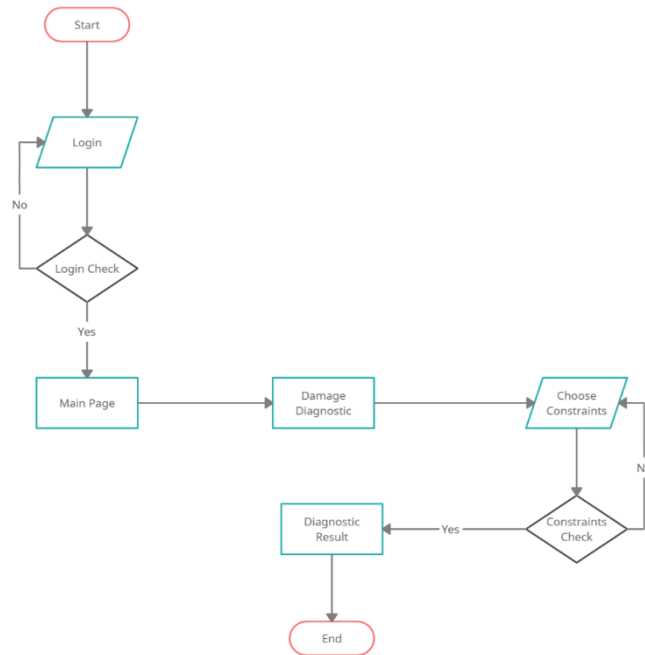 Start
Login
No
Login Check
Yes
Main Page
Damage
Diagnostic
Choose
Constraints
N
Diagnostic
Result
Yes
Constraints
Check
End